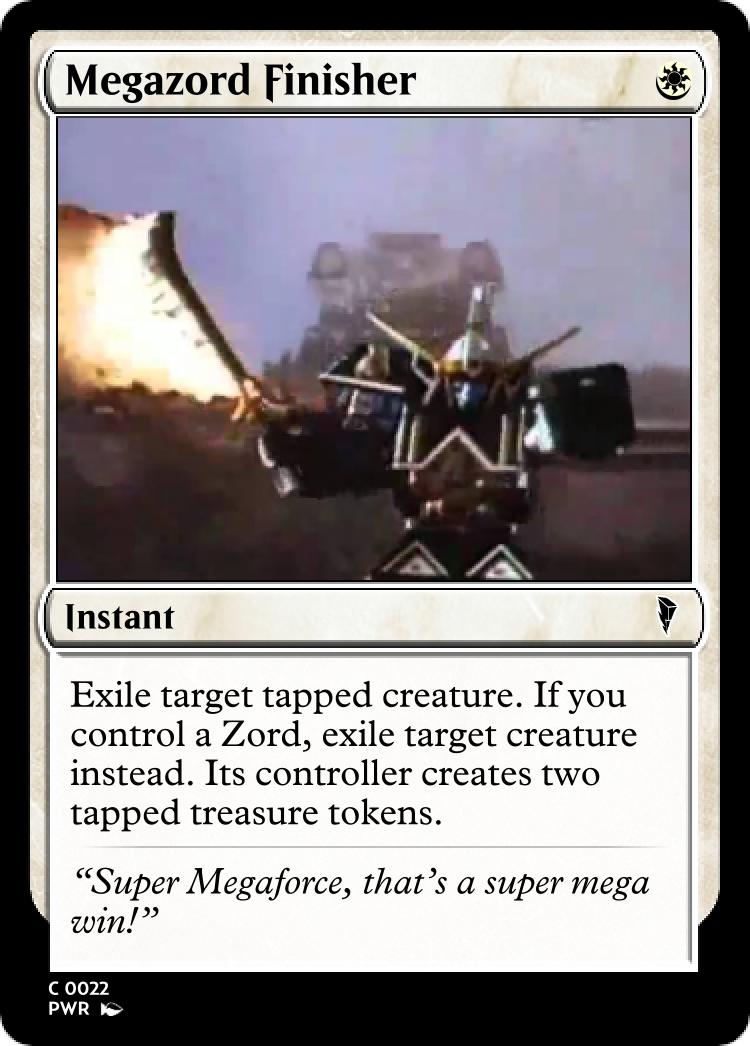 Megazord Finisher
Instant
Exile target tapped creature. If you
control a Zord, exile target creature
instead. Its controller creates two
tapped treasure tokens.
“Super Megaforce, that’s a super mega
win!”
C 0022
PWR